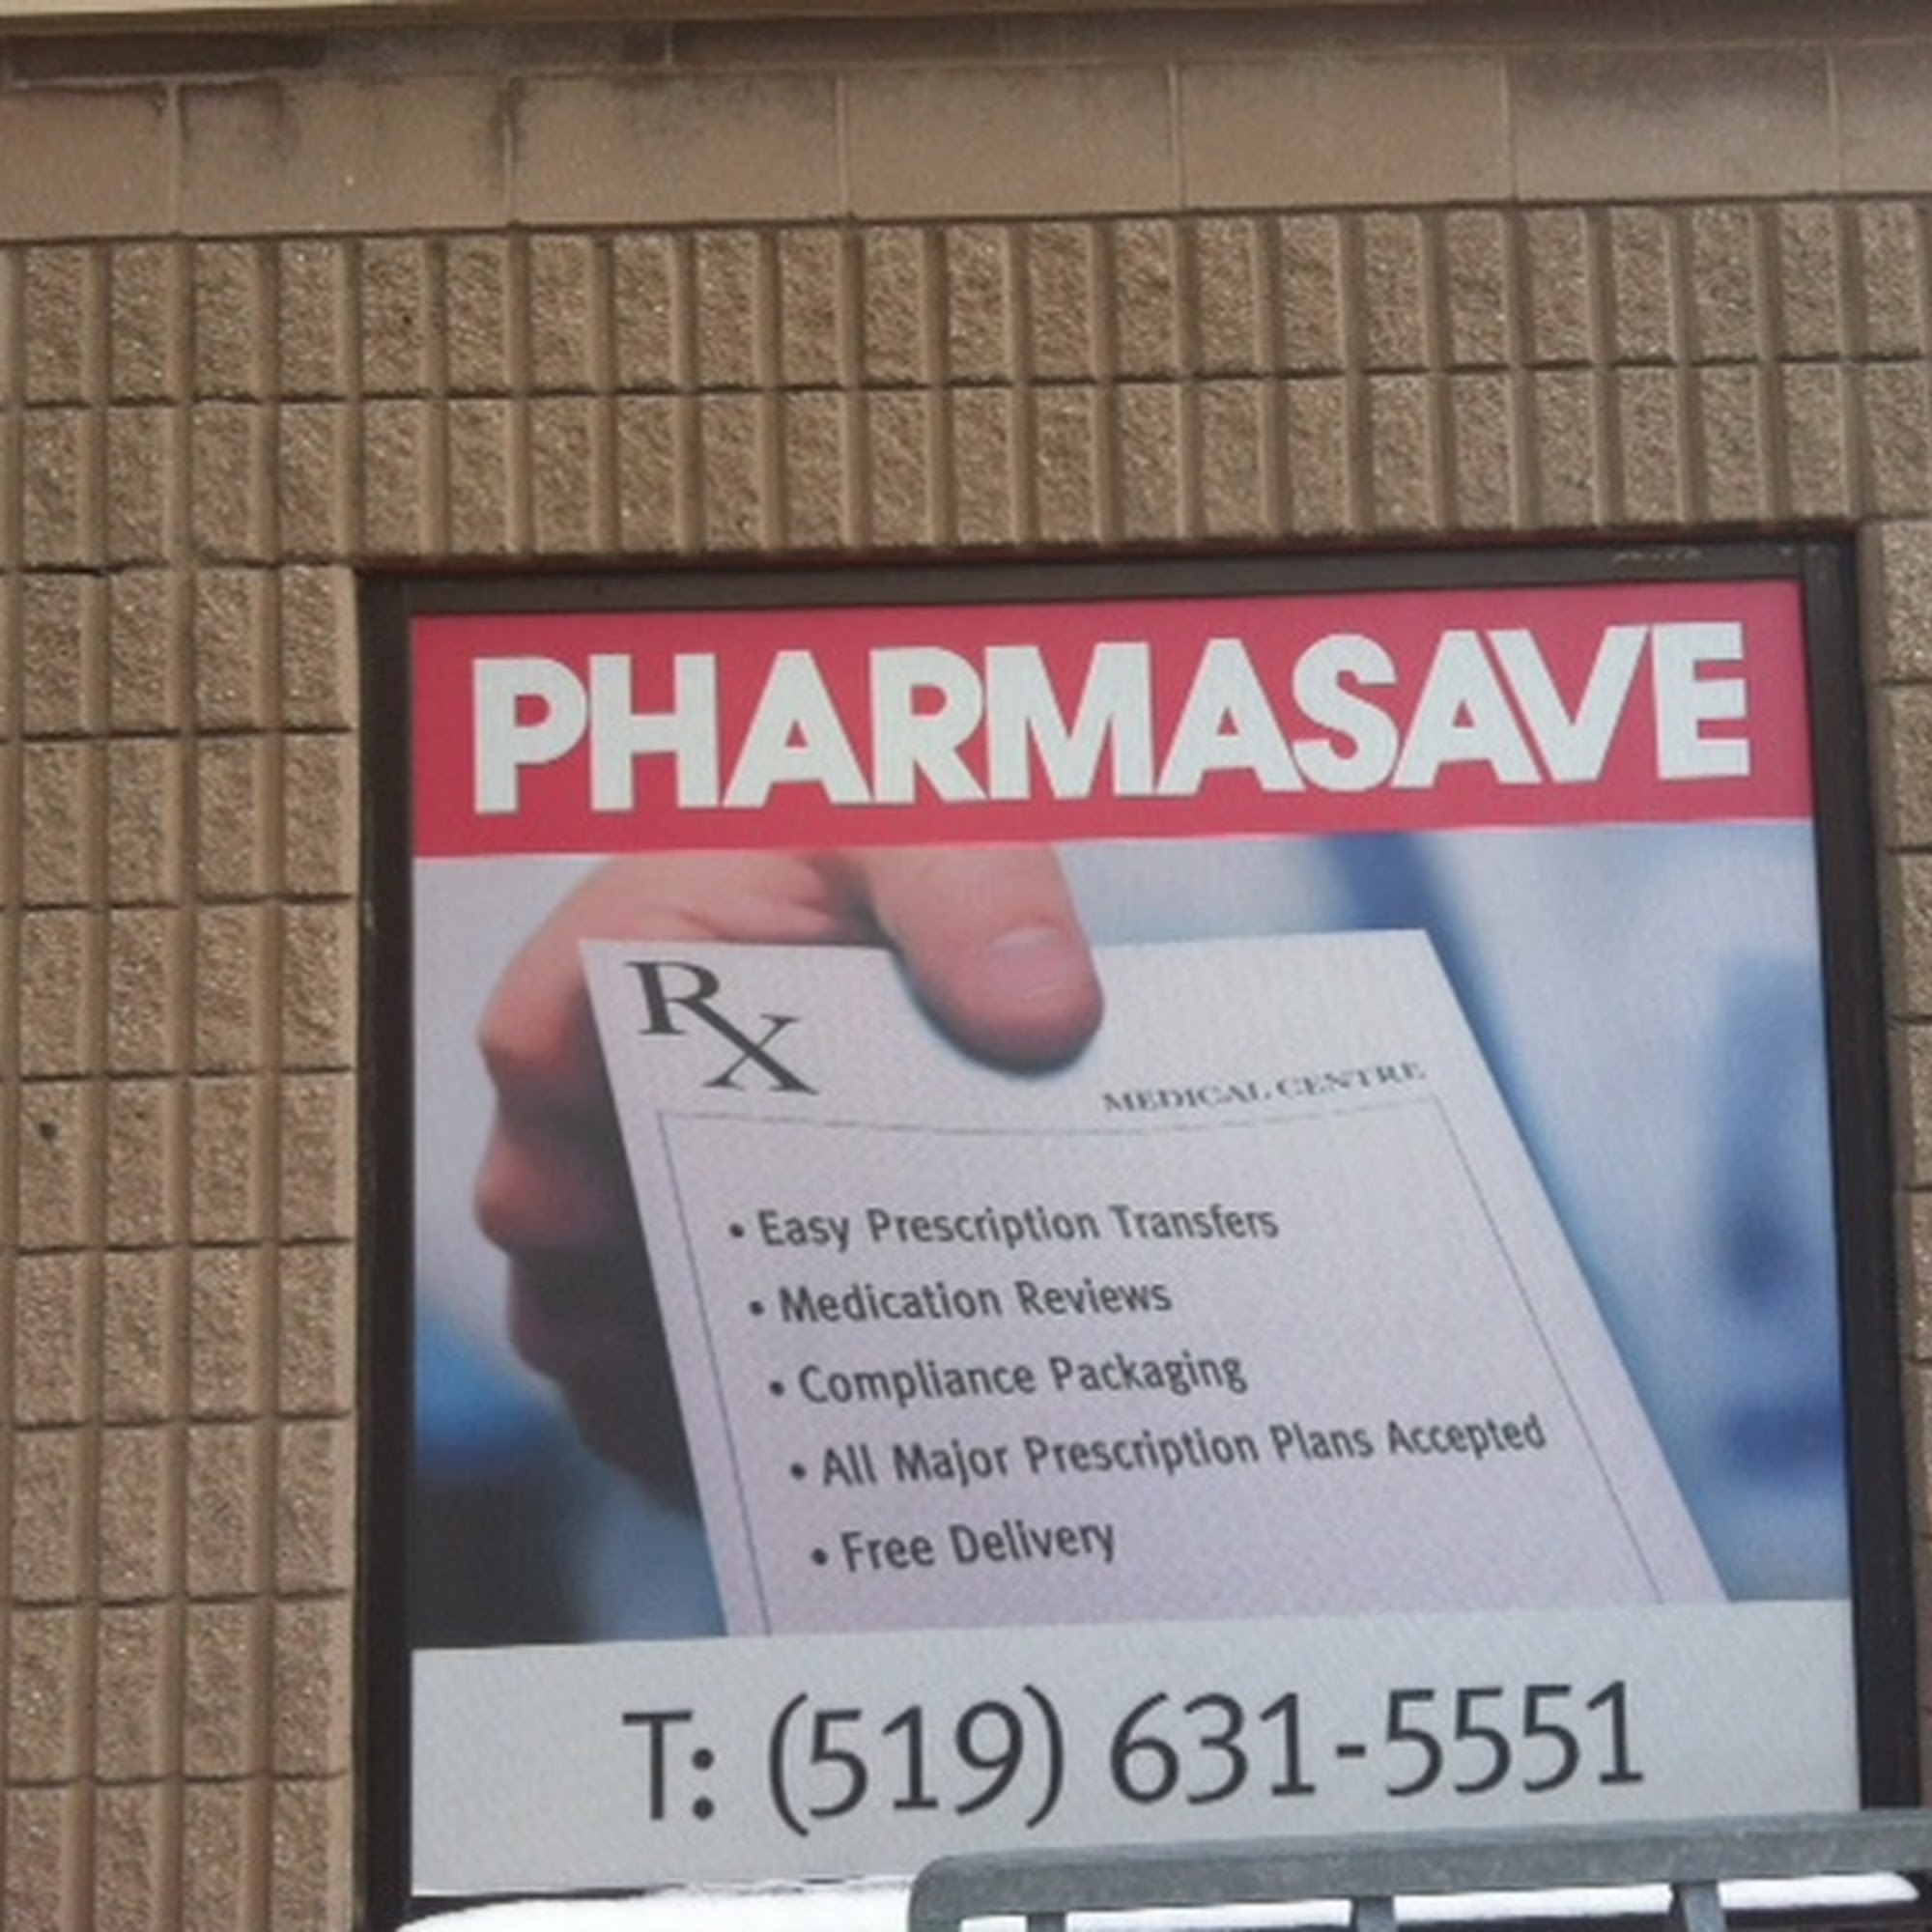 PHARMASAVE
RX
MEDICAL CENTRE
• Easy Prescription Transfers
• Medication Reviews
• Compliance Packaging
• All Major Prescription Plans Accepted
• Free Delivery
T: (519) 631-5551